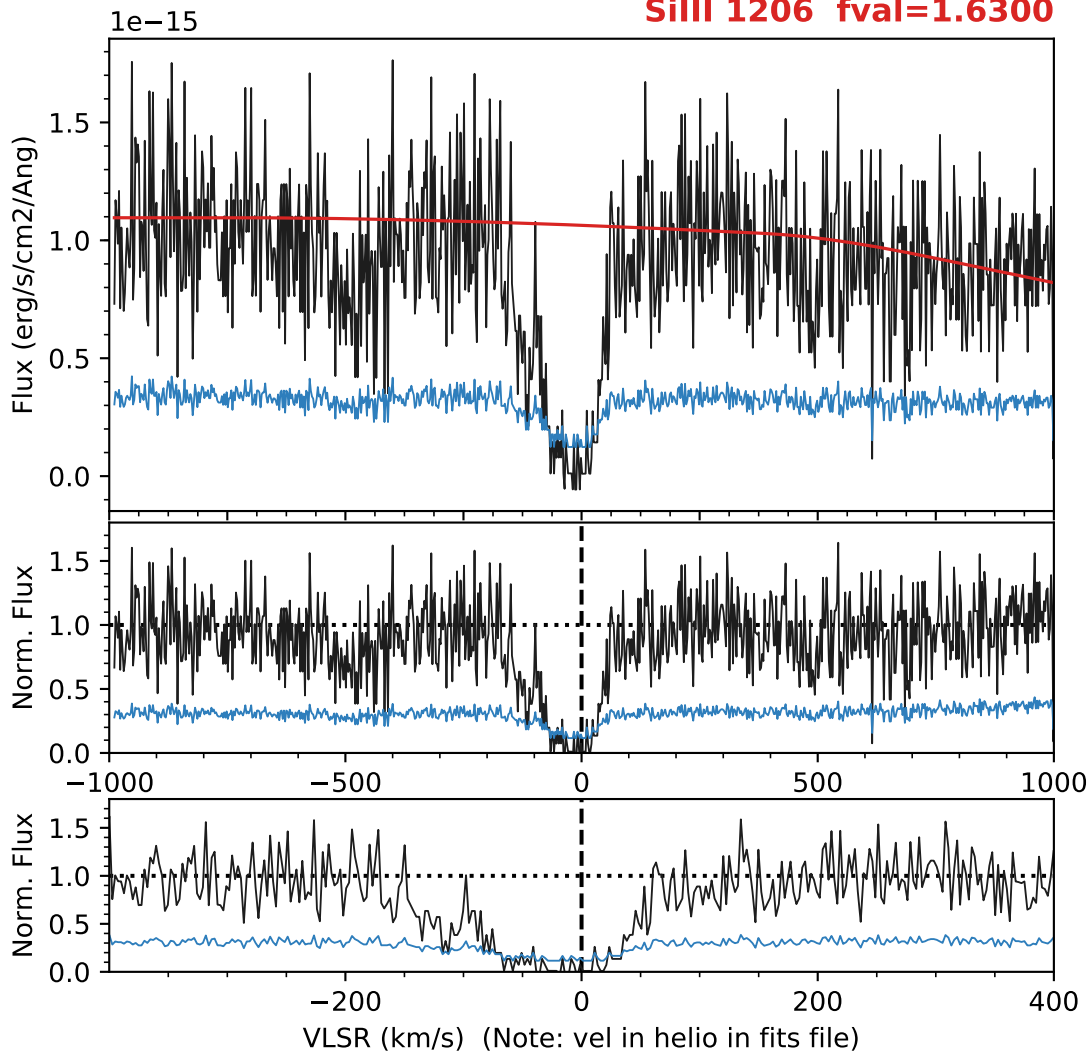 SiIII 1206 fval=1.6300
1e−15
Flux (erg/s/cm2/Ang)
1.5
1.0
0.5
0.0
Norm. Flux
1.5
1.0
0.5
0.0
−1000 −500 0 500 1000
Norm. Flux
1.5
1.0
0.5
0.0
−200 0 200 400
VLSR (km/s) (Note: vel in helio in fits file)